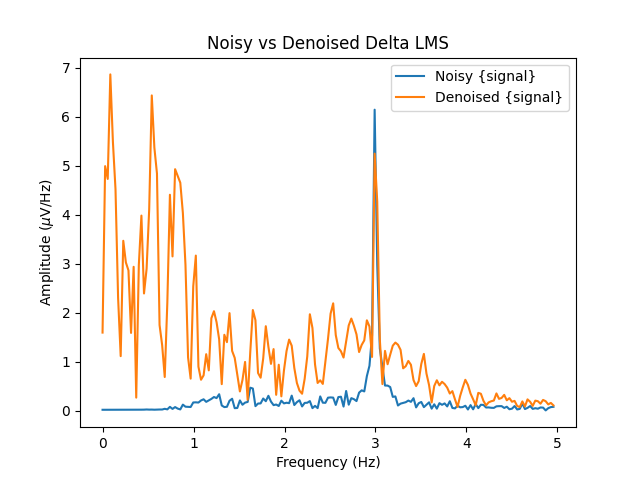 Noisy vs Denoised Delta LMS
Noisy {signal}
Denoised {signal}
Amplitude (μV/Hz)
7
6
5
4
3
2
1
0
0 1 2 3 4 5
Frequency (Hz)